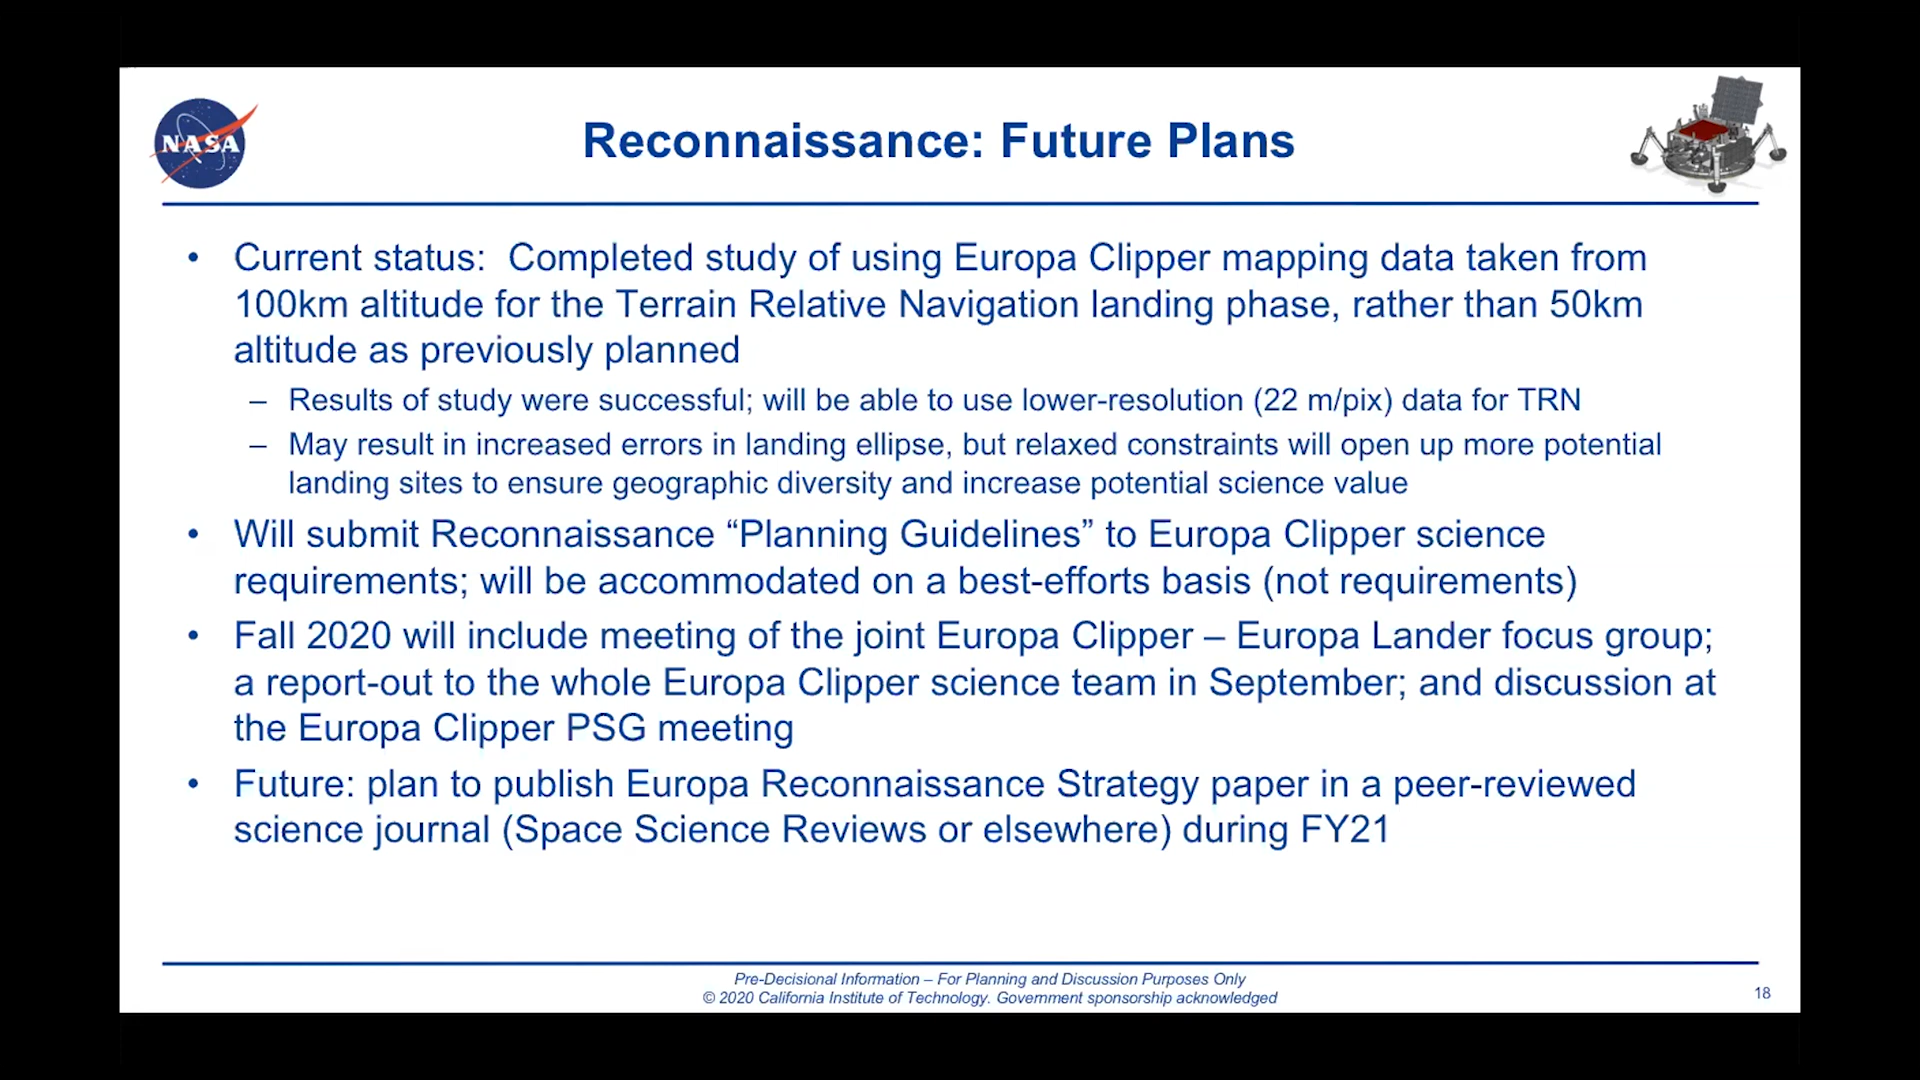 NASA
Reconnaissance: Future Plans
• Current status:  Completed study of using Europa Clipper mapping data taken from
100km altitude for the Terrain Relative Navigation landing phase, rather than 50km
altitude as previously planned
– Results of study were successful; will be able to use lower-resolution (22 m/pix) data for TRN
– May result in increased errors in landing ellipse, but relaxed constraints will open up more potential
landing sites to ensure geographic diversity and increase potential science value
• Will submit Reconnaissance “Planning Guidelines” to Europa Clipper science
requirements; will be accommodated on a best-efforts basis (not requirements)
• Fall 2020 will include meeting of the joint Europa Clipper – Europa Lander focus group;
a report-out to the whole Europa Clipper science team in September; and discussion at
the Europa Clipper PSG meeting
• Future: plan to publish Europa Reconnaissance Strategy paper in a peer-reviewed
science journal (Space Science Reviews or elsewhere) during FY21
Pre-Decisional Information – For Planning and Discussion Purposes Only
© 2020 California Institute of Technology. Government sponsorship acknowledged
18